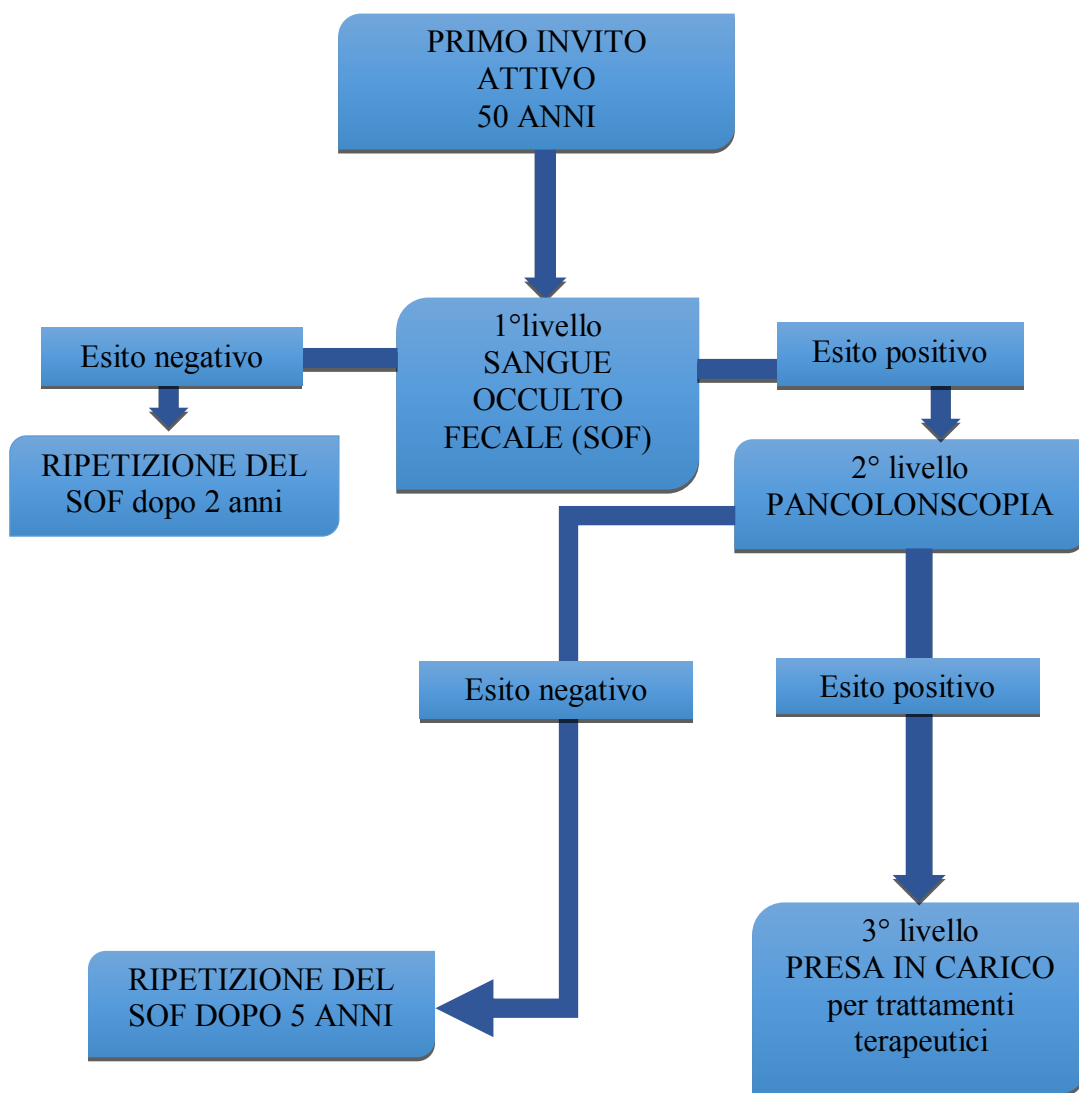 PRIMO INVITO
ATTIVO
50 ANNI
1°livello
SANGUE
OCCULTO
FECALE (SOF)
Esito negativo
Esito positivo
RIPETIZIONE DEL
SOF dopo 2 anni
2° livello
PANCOLONSCOPIA
Esito negativo
Esito positivo
RIPETIZIONE DEL
SOF DOPO 5 ANNI
3° livello
PRESA IN CARICO
per trattamenti
terapeutici